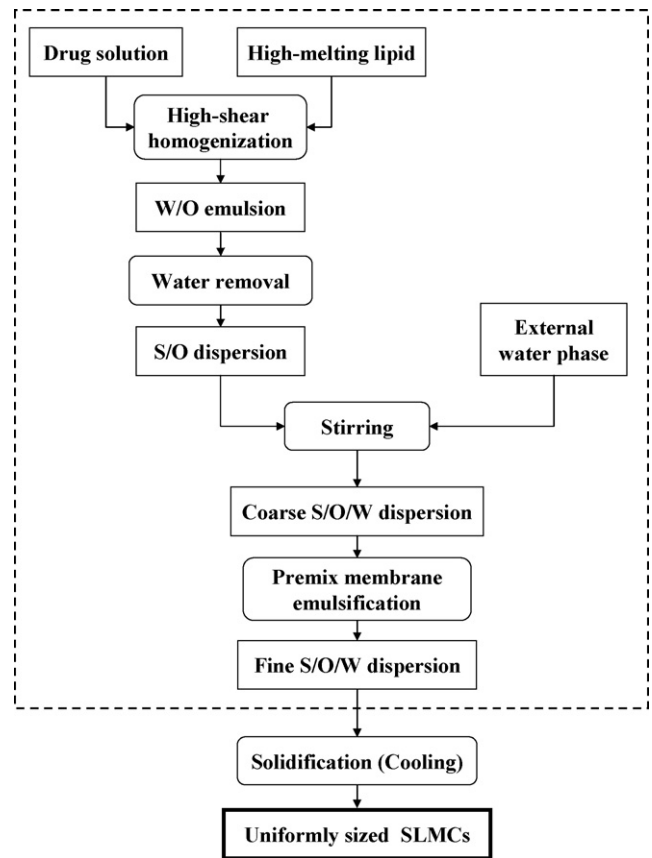 Drug solution
High-melting lipid
High-shear
homogenization
W/O emulsion
Water removal
S/O dispersion
External
water phase
Stirring
Coarse S/O/W dispersion
Premix membrane
emulsification
Fine S/O/W dispersion
Solidification (Cooling)
Uniformly sized SLMCs